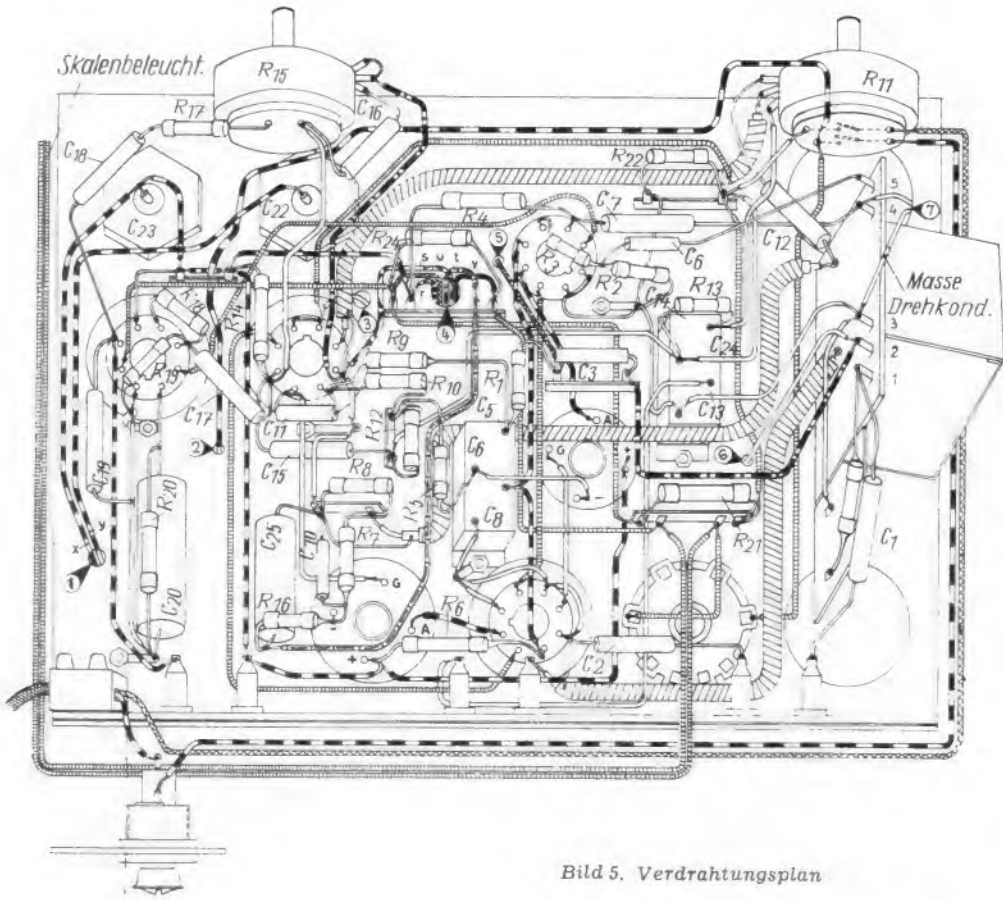 Skalenbeleucht.
R15
R11
R17
C16
C18
R22
C23
C22
R4
C7
5
4
7
R24
5
s u t y
R3
R2
C6
C12
C14
R13
Masse
Drehkond.
R14
3
4
3
C24
2
R9
R19
R10
R1
C3
1
C17
C11
C5
C13
A
2
R12
C15
R8
C6
G
6
+
x
-
C19
R20
R5
R7
C8
R21
C1
y
x
1
C25
C10
G
C20
R16
R6
A
+
C2
Bild 5. Verdrahtungsplan